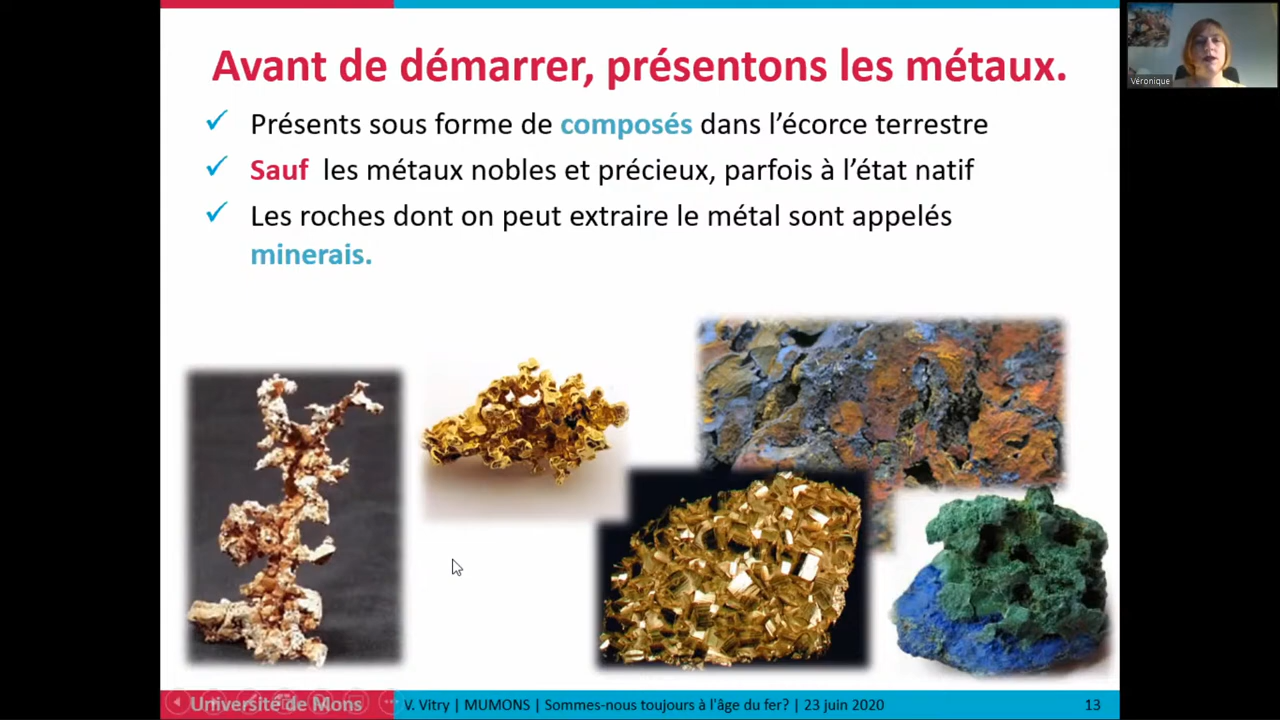 Avant de démarrer, présentons les métaux.
Présents sous forme de composés dans l'écorce terrestre
Sauf les métaux nobles et précieux, parfois à l'état natif
Les roches dont on peut extraire le métal sont appelés
minerais.
Véronique
Université de Mons
V. Vitry | MUMONS | Sommes-nous toujours à l'âge du fer? | 23 juin 2020
13